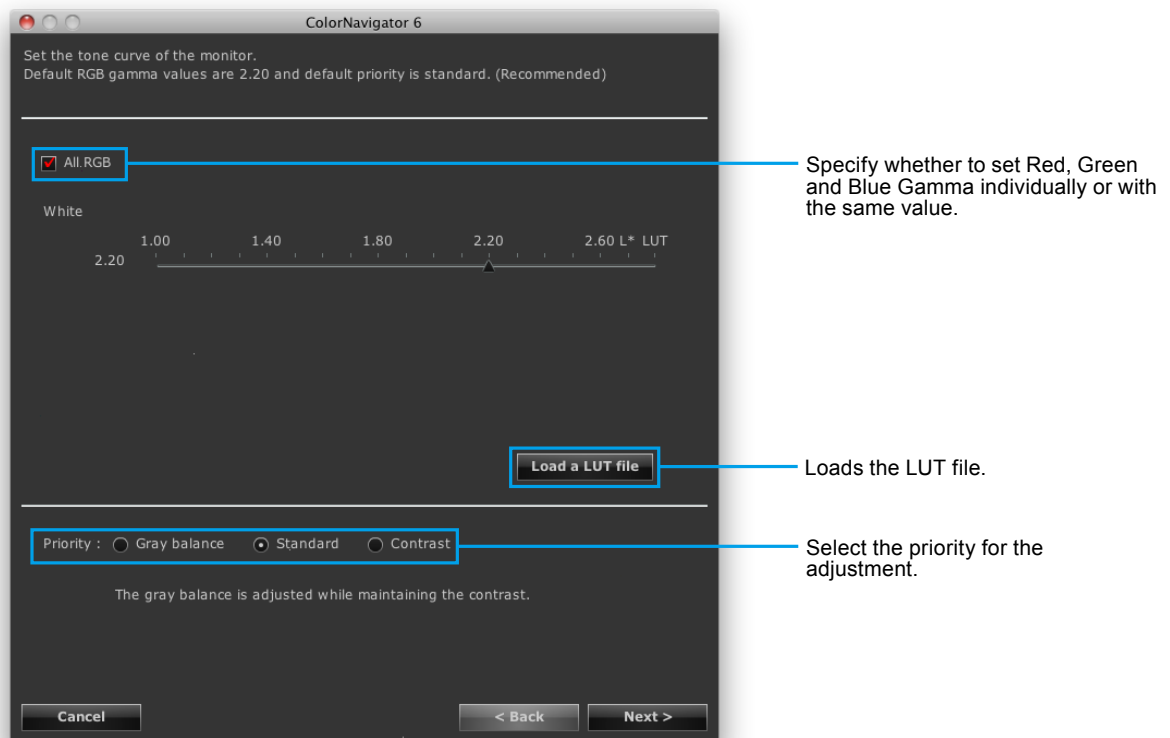 ColorNavigator 6
Set the tone curve of the monitor.
Default RGB gamma values are 2.20 and default priority is standard. (Recommended)
All.RGB
Specify whether to set Red, Green
and Blue Gamma individually or with
the same value.
White
1.00 1.40 1.80 2.20 2.60 L* LUT
2.20
Load a LUT file
Loads the LUT file.
Priority : Gray balance Standard Contrast
Select the priority for the
adjustment.
The gray balance is adjusted while maintaining the contrast.
Cancel < Back Next >